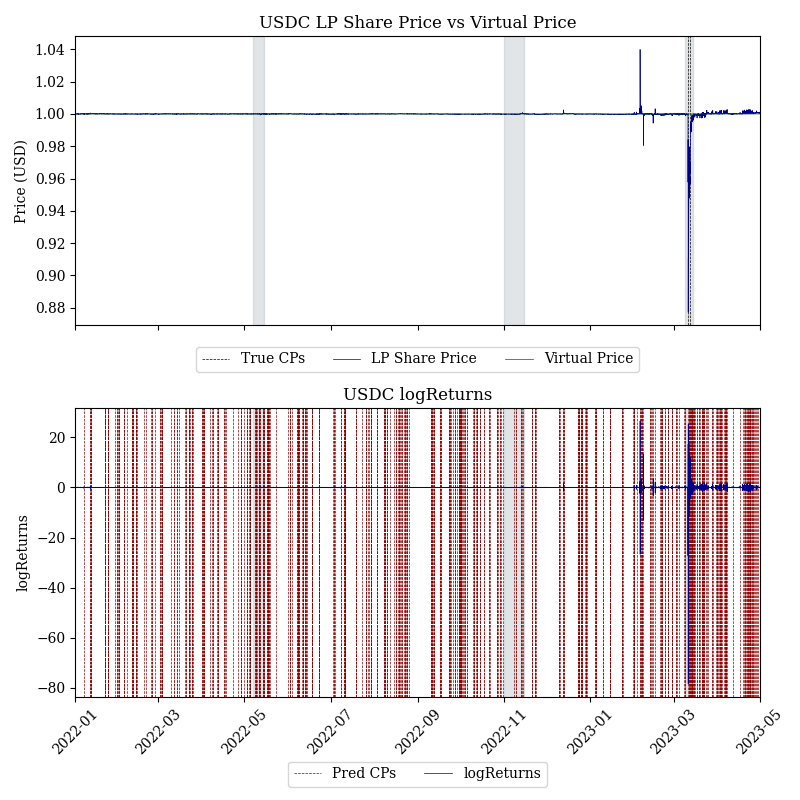 USDC LP Share Price vs Virtual Price
Price (USD)
1.04
1.02
1.00
0.98
0.96
0.94
0.92
0.90
0.88
True CPs LP Share Price Virtual Price
USDC logReturns
logReturns
20
0
−20
−40
−60
−80
2022-01 2022-03 2022-05 2022-07 2022-09 2022-11 2023-01 2023-03 2023-05
Pred CPs logReturns